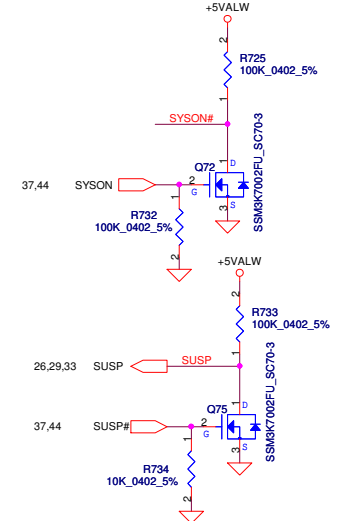 +5VALW
2
R725
100K_0402_5%
1
SYSON#
SSM3K7002FU_SC70-3
1
D
Q72
37,44 SYSON
2
G
S
3
1
R732
100K_0402_5%
2
+5VALW
2
R733
100K_0402_5%
1
26,29,33 SUSP
SUSP
SSM3K7002FU_SC70-3
1
D
Q75
37,44 SUSP#
2
G
S
3
1
R734
10K_0402_5%
2